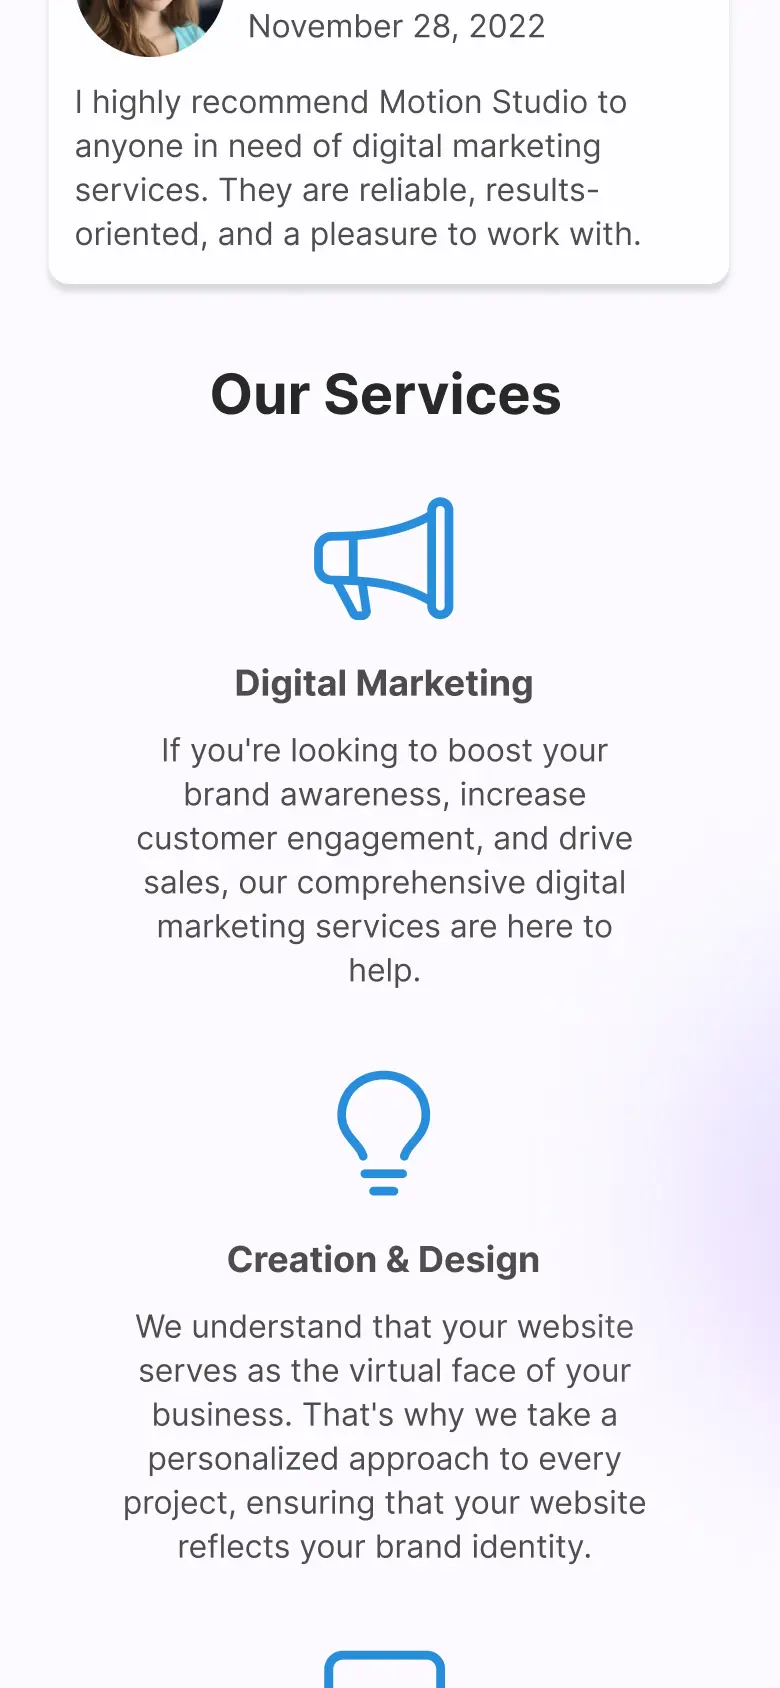 November 28, 2022
I highly recommend Motion Studio to
anyone in need of digital marketing
services. They are reliable, results-
oriented, and a pleasure to work with.
Our Services
Digital Marketing
If you're looking to boost your
brand awareness, increase
customer engagement, and drive
sales, our comprehensive digital
marketing services are here to
help.
Creation & Design
We understand that your website
serves as the virtual face of your
business. That's why we take a
personalized approach to every
project, ensuring that your website
reflects your brand identity.